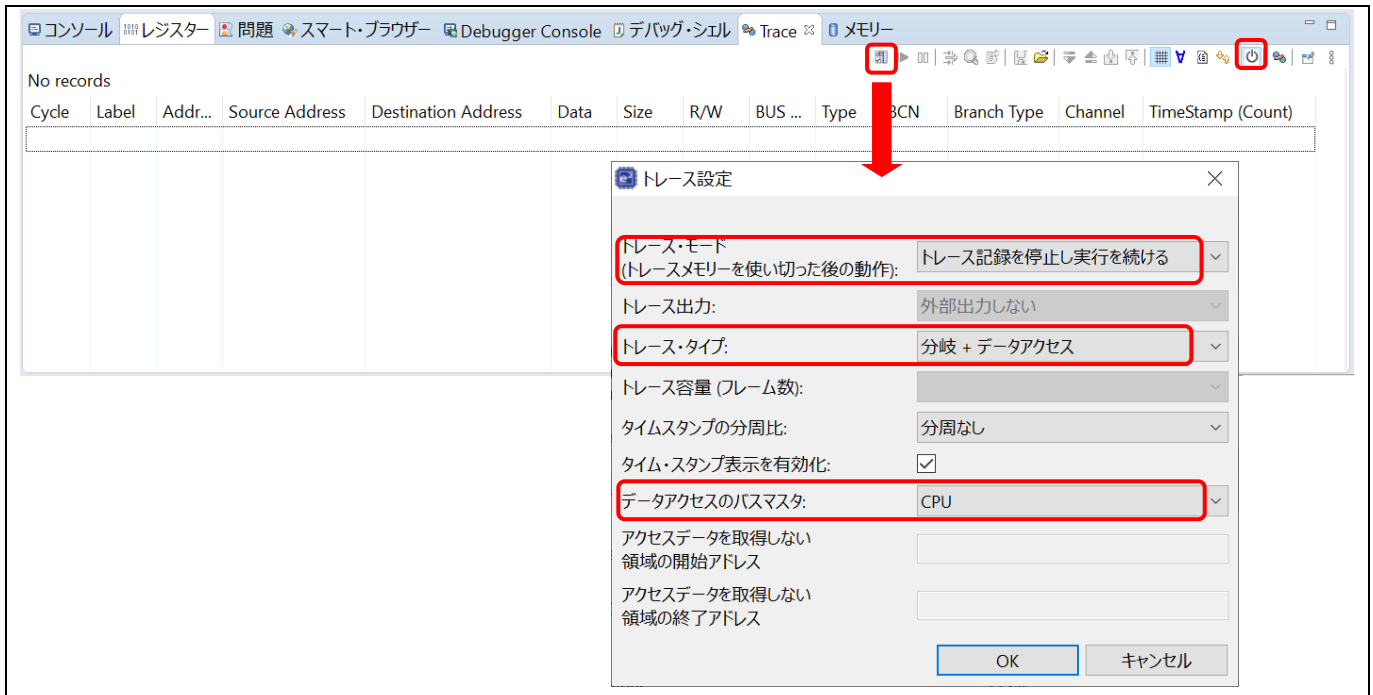 コンソール レジスター 問題 スマート・ブラウザー Debugger Console デバッグ・シェル Trace メモリー
No records
Cycle Label Addr... Source Address Destination Address Data Size R/W BUS ... Type BCN Branch Type Channel TimeStamp (Count)
トレース設定
トレース・モード
(トレースメモリーを使い切った後の動作): トレース記録を停止し実行を続ける
トレース出力: 外部出力しない
トレース・タイプ: 分岐 + データアクセス
トレース容量 (フレーム数):
タイムスタンプの分周比: 分周なし
タイム・スタンプ表示を有効化:
データアクセスのバスマスタ: CPU
アクセスデータを取得しない
領域の開始アドレス
アクセスデータを取得しない
領域の終了アドレス
OK キャンセル